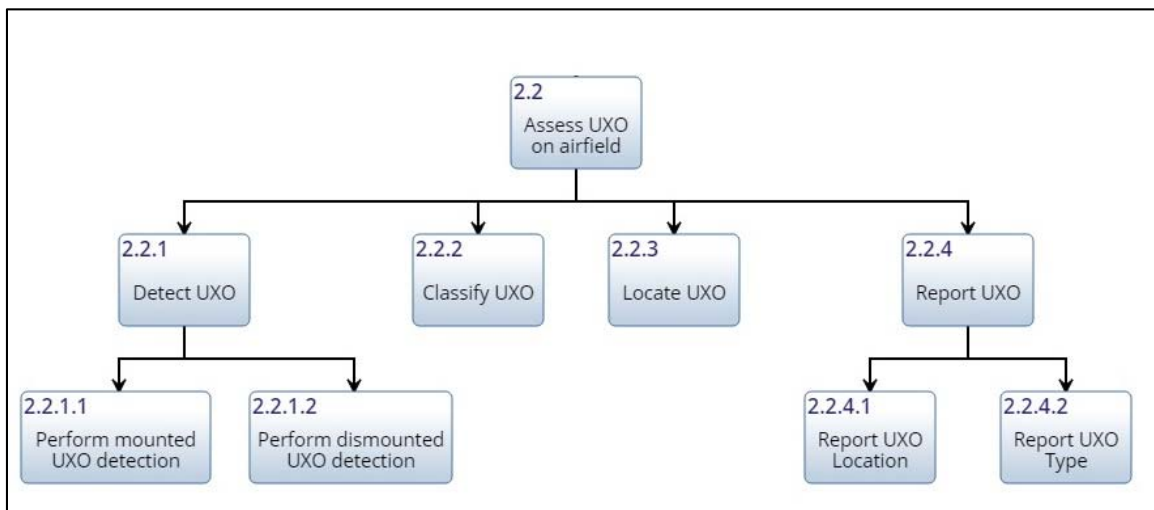 2.2
Assess UXO
on airfield
2.2.1
Detect UXO
2.2.2
Classify UXO
2.2.3
Locate UXO
2.2.4
Report UXO
2.2.1.1
Perform mounted
UXO detection
2.2.1.2
Perform dismounted
UXO detection
2.2.4.1
Report UXO
Location
2.2.4.2
Report UXO
Type